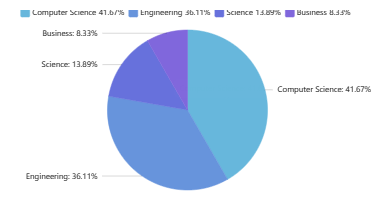 Computer Science 41.67% Engineering 36.11% Science 13.89% Business 8.33%
Business: 8.33%
Science: 13.89%
Computer Science: 41.67%
Engineering: 36.11%